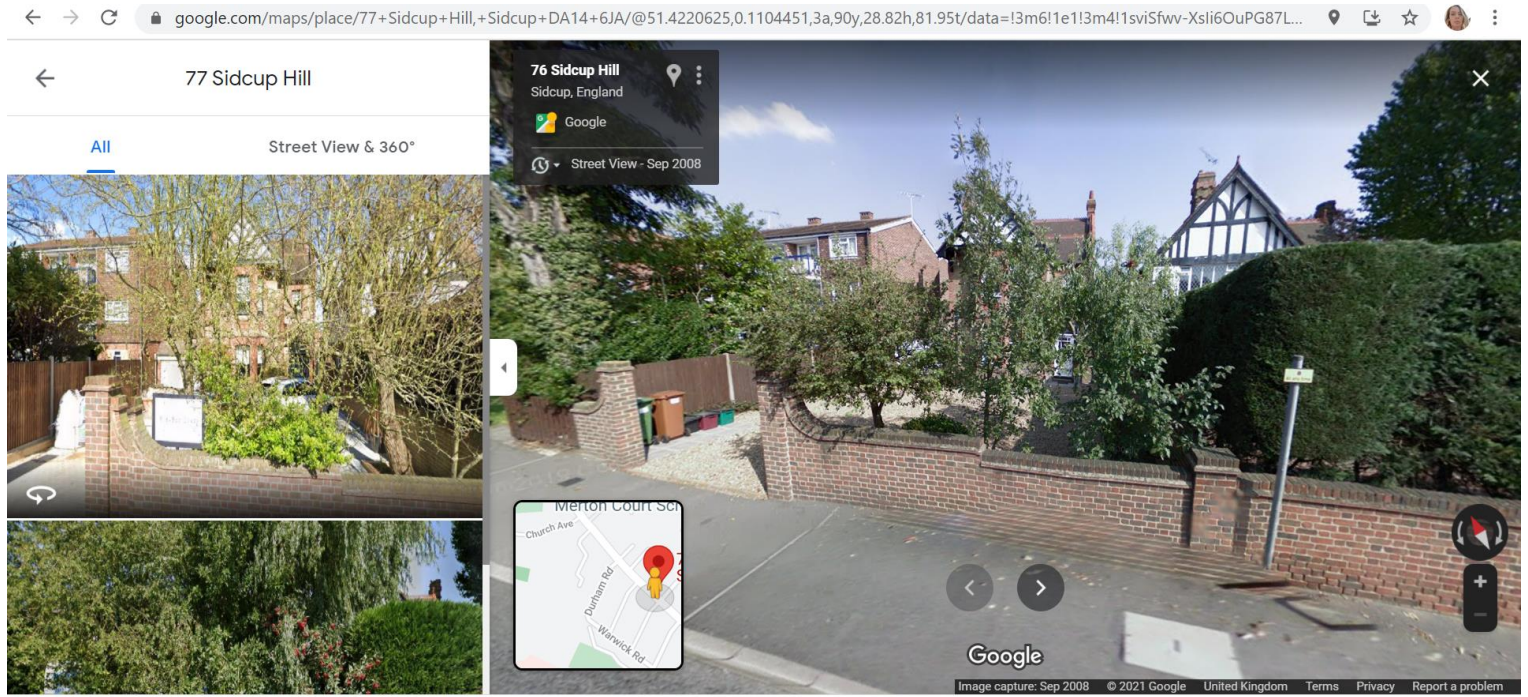 google.com/maps/place/77+Sidcup+Hill,+Sidcup+DA14+6JA/@51.4220625,0.1104451,3a,90y,28.82h,81.95t/data=!3m6!1e1!3m4!1sviSfwv-XsIi6OuPG87L...
77 Sidcup Hill
All
Street View & 360°
76 Sidcup Hill
Sidcup, England
Google
Street View - Sep 2008
Merton Court Sch
Church Ave
Durham Rd
Warwick Rd
Google
Image capture: Sep 2008 © 2021 Google United Kingdom Terms Privacy Report a problem